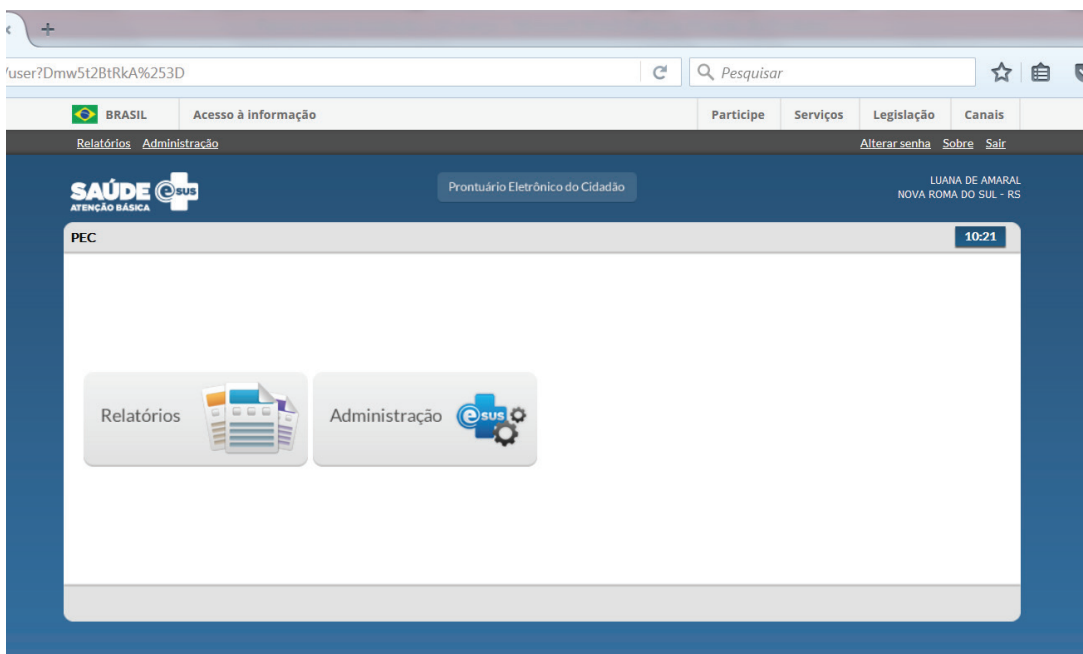 +
/user?Dmw5t2BtRkA%253D
Pesquisar
BRASIL Acesso à informação Participe Serviços Legislação Canais
Relatórios Administração Alterar senha Sobre Sair
SAÚDE e sus
ATENÇÃO BÁSICA
Prontuário Eletrônico do Cidadão
LUANA DE AMARAL
NOVA ROMA DO SUL - RS
PEC 10:21
Relatórios Administração esus